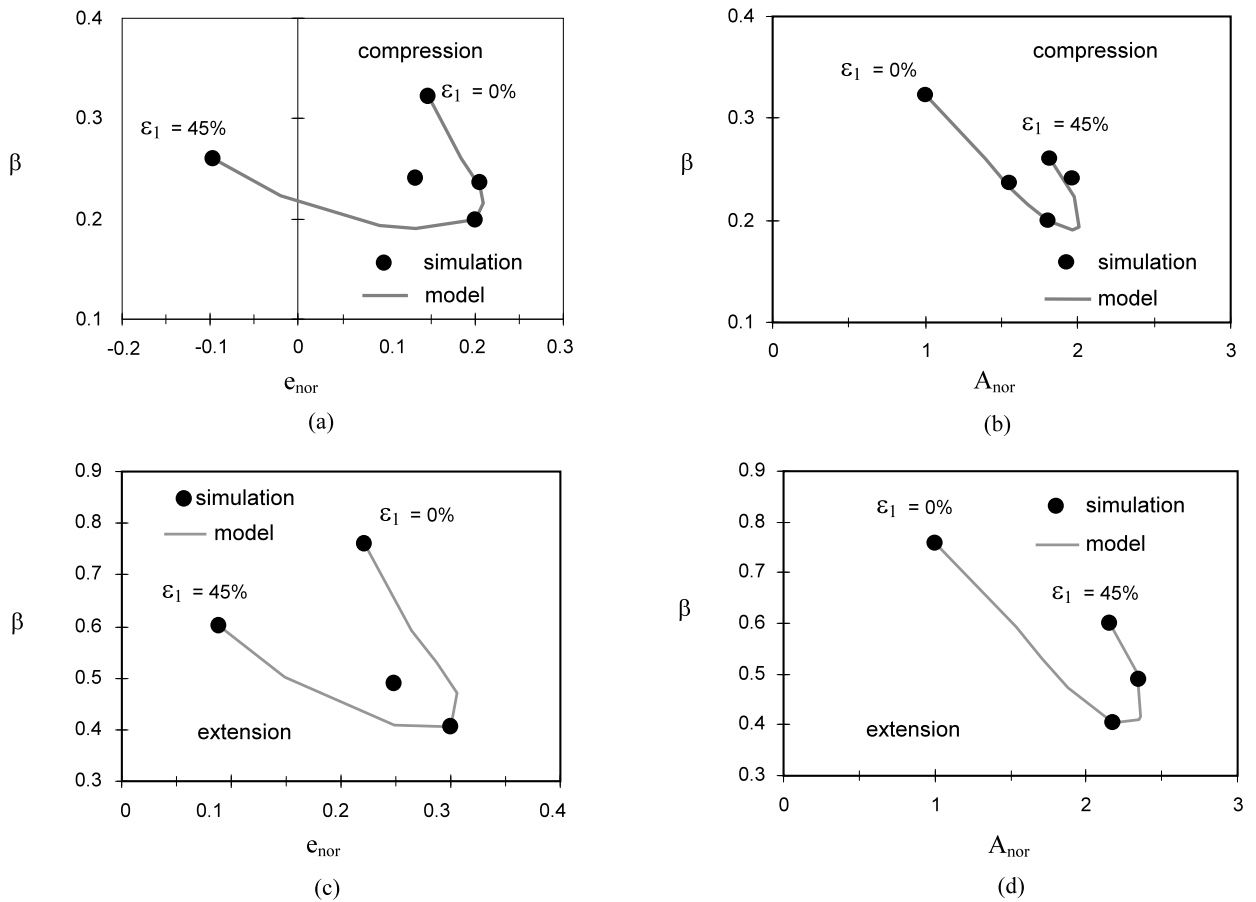 0.4
compression
ε1 = 0%
0.3
ε1 = 45%
β
0.2
simulation
model
0.1
-0.2 -0.1 0 0.1 0.2 0.3
enor
(a)
0.4
compression
ε1 = 0%
0.3
ε1 = 45%
β
0.2
simulation
model
0.1
0 1 2 3
Anor
(b)
0.9
simulation
0.8
model
ε1 = 0%
0.7
ε1 = 45%
β
0.6
0.5
0.4
extension
0.3
0 0.1 0.2 0.3 0.4
enor
(c)
0.9
ε1 = 0%
simulation
0.8
model
0.7
ε1 = 45%
β
0.6
0.5
0.4
extension
0.3
0 1 2 3
Anor
(d)